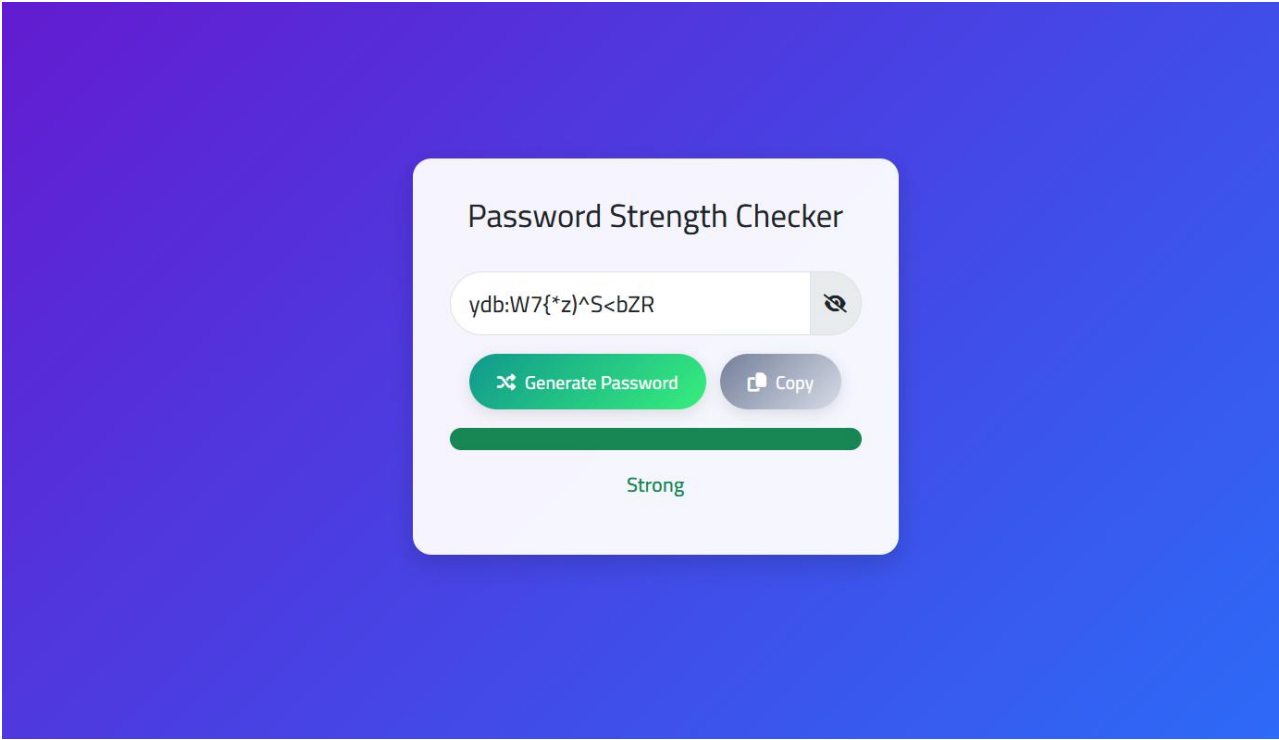 Password Strength Checker
ydb:W7{*z)^S<bZR
Generate Password
Copy
Strong